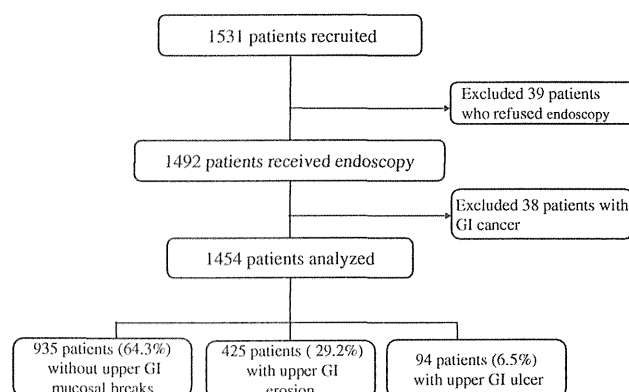 1531 patients recruited
Excluded 39 patients
who refused endoscopy
1492 patients received endoscopy
Excluded 38 patients with
GI cancer
1454 patients analyzed
935 patients (64.3%)
without upper GI
mucosal breaks
425 patients ( 29.2%)
with upper GI
erosion
94 patients (6.5%)
with upper GI ulcer